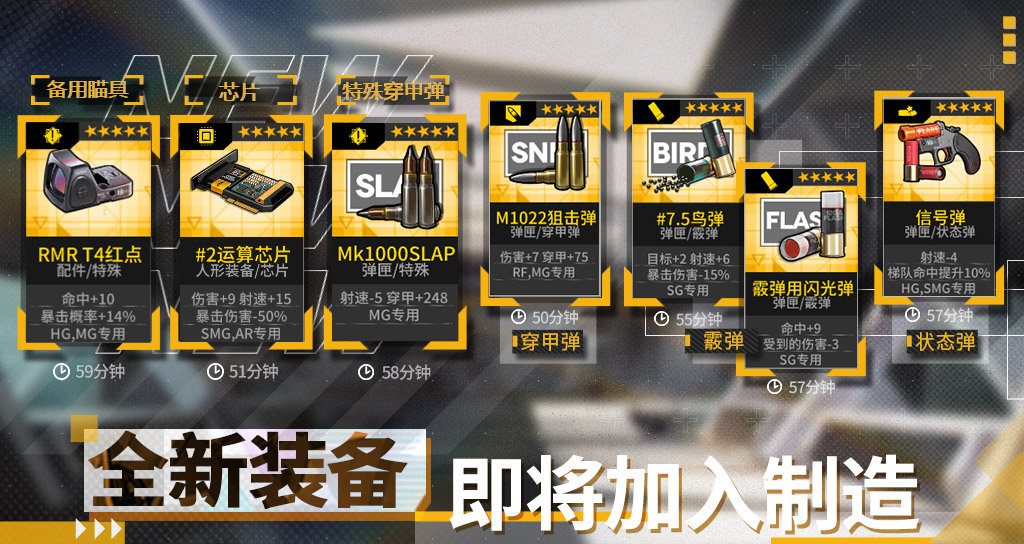 NEW
备用瞄具
RMR T4红点
配件/特殊
命中+10
暴击概率+14%
HG,MG专用
59分钟
芯片
#2运算芯片
人形装备/芯片
伤害+9 射速+15
暴击伤害-50%
SMG,AR专用
51分钟
特殊穿甲弹
SLA
Mk1000SLAP
弹匣/特殊
射速-5 穿甲+248
MG专用
58分钟
SNI
M1022狙击弹
弹匣/穿甲弹
伤害+7 穿甲+75
RF,MG专用
50分钟
穿甲弹
BIRD
#7.5鸟弹
弹匣/霰弹
目标+2 射速+6
暴击伤害-15%
SG专用
55分钟
霰弹
FLAS
霰弹用闪光弹
弹匣/霰弹
命中+9
受到的伤害-3
SG专用
57分钟
FLARE
信号弹
弹匣/状态弹
射速-4
梯队命中提升10%
HG,SMG专用
57分钟
状态弹
全新装备
即将加入制造